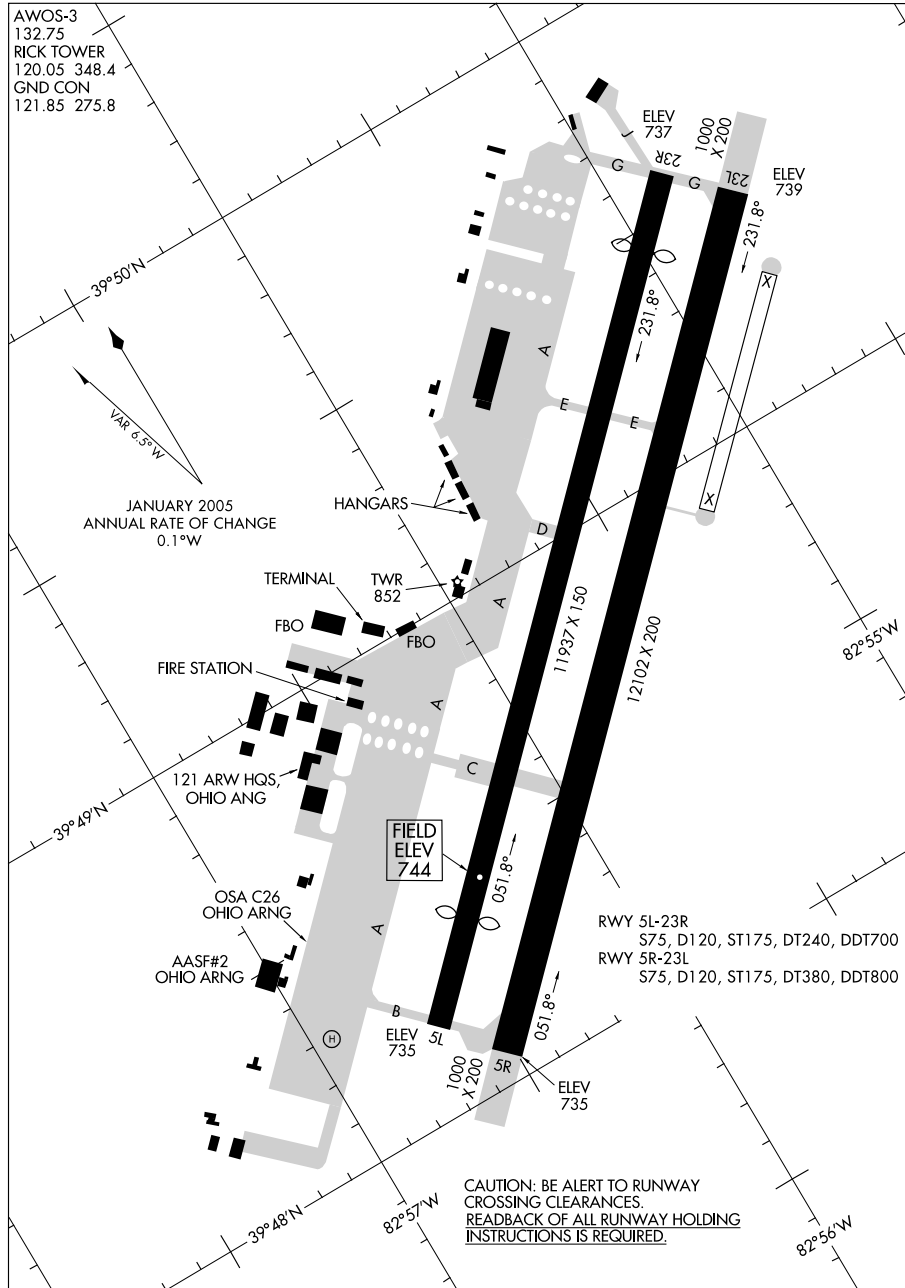 AWOS-3
132.75
RICK TOWER
120.05 348.4
GND CON
121.85 275.8
ELEV
737
1000
X 200
J
G
23R
G
23L
ELEV
739
231.8°
39°50'N
231.8°
X
A
VAR 6.5° W
E
E
JANUARY 2005
ANNUAL RATE OF CHANGE
0.1°W
HANGARS
X
D
TERMINAL
TWR
852
A
FBO
FBO
11937 X 150
12102 X 200
82°55'W
FIRE STATION
A
121 ARW HQS,
OHIO ANG
C
39°49'N
FIELD
ELEV
744
051.8°
OSA C26
OHIO ARNG
A
RWY 5L-23R
S75, D120, ST175, DT240, DDT700
RWY 5R-23L
S75, D120, ST175, DT380, DDT800
AASF#2
OHIO ARNG
B
H
ELEV
735
5L
051.8°
1000
X 200
5R
ELEV
735
CAUTION: BE ALERT TO RUNWAY
CROSSING CLEARANCES.
READBACK OF ALL RUNWAY HOLDING
INSTRUCTIONS IS REQUIRED.
39°48'N
82°57'W
82°56'W